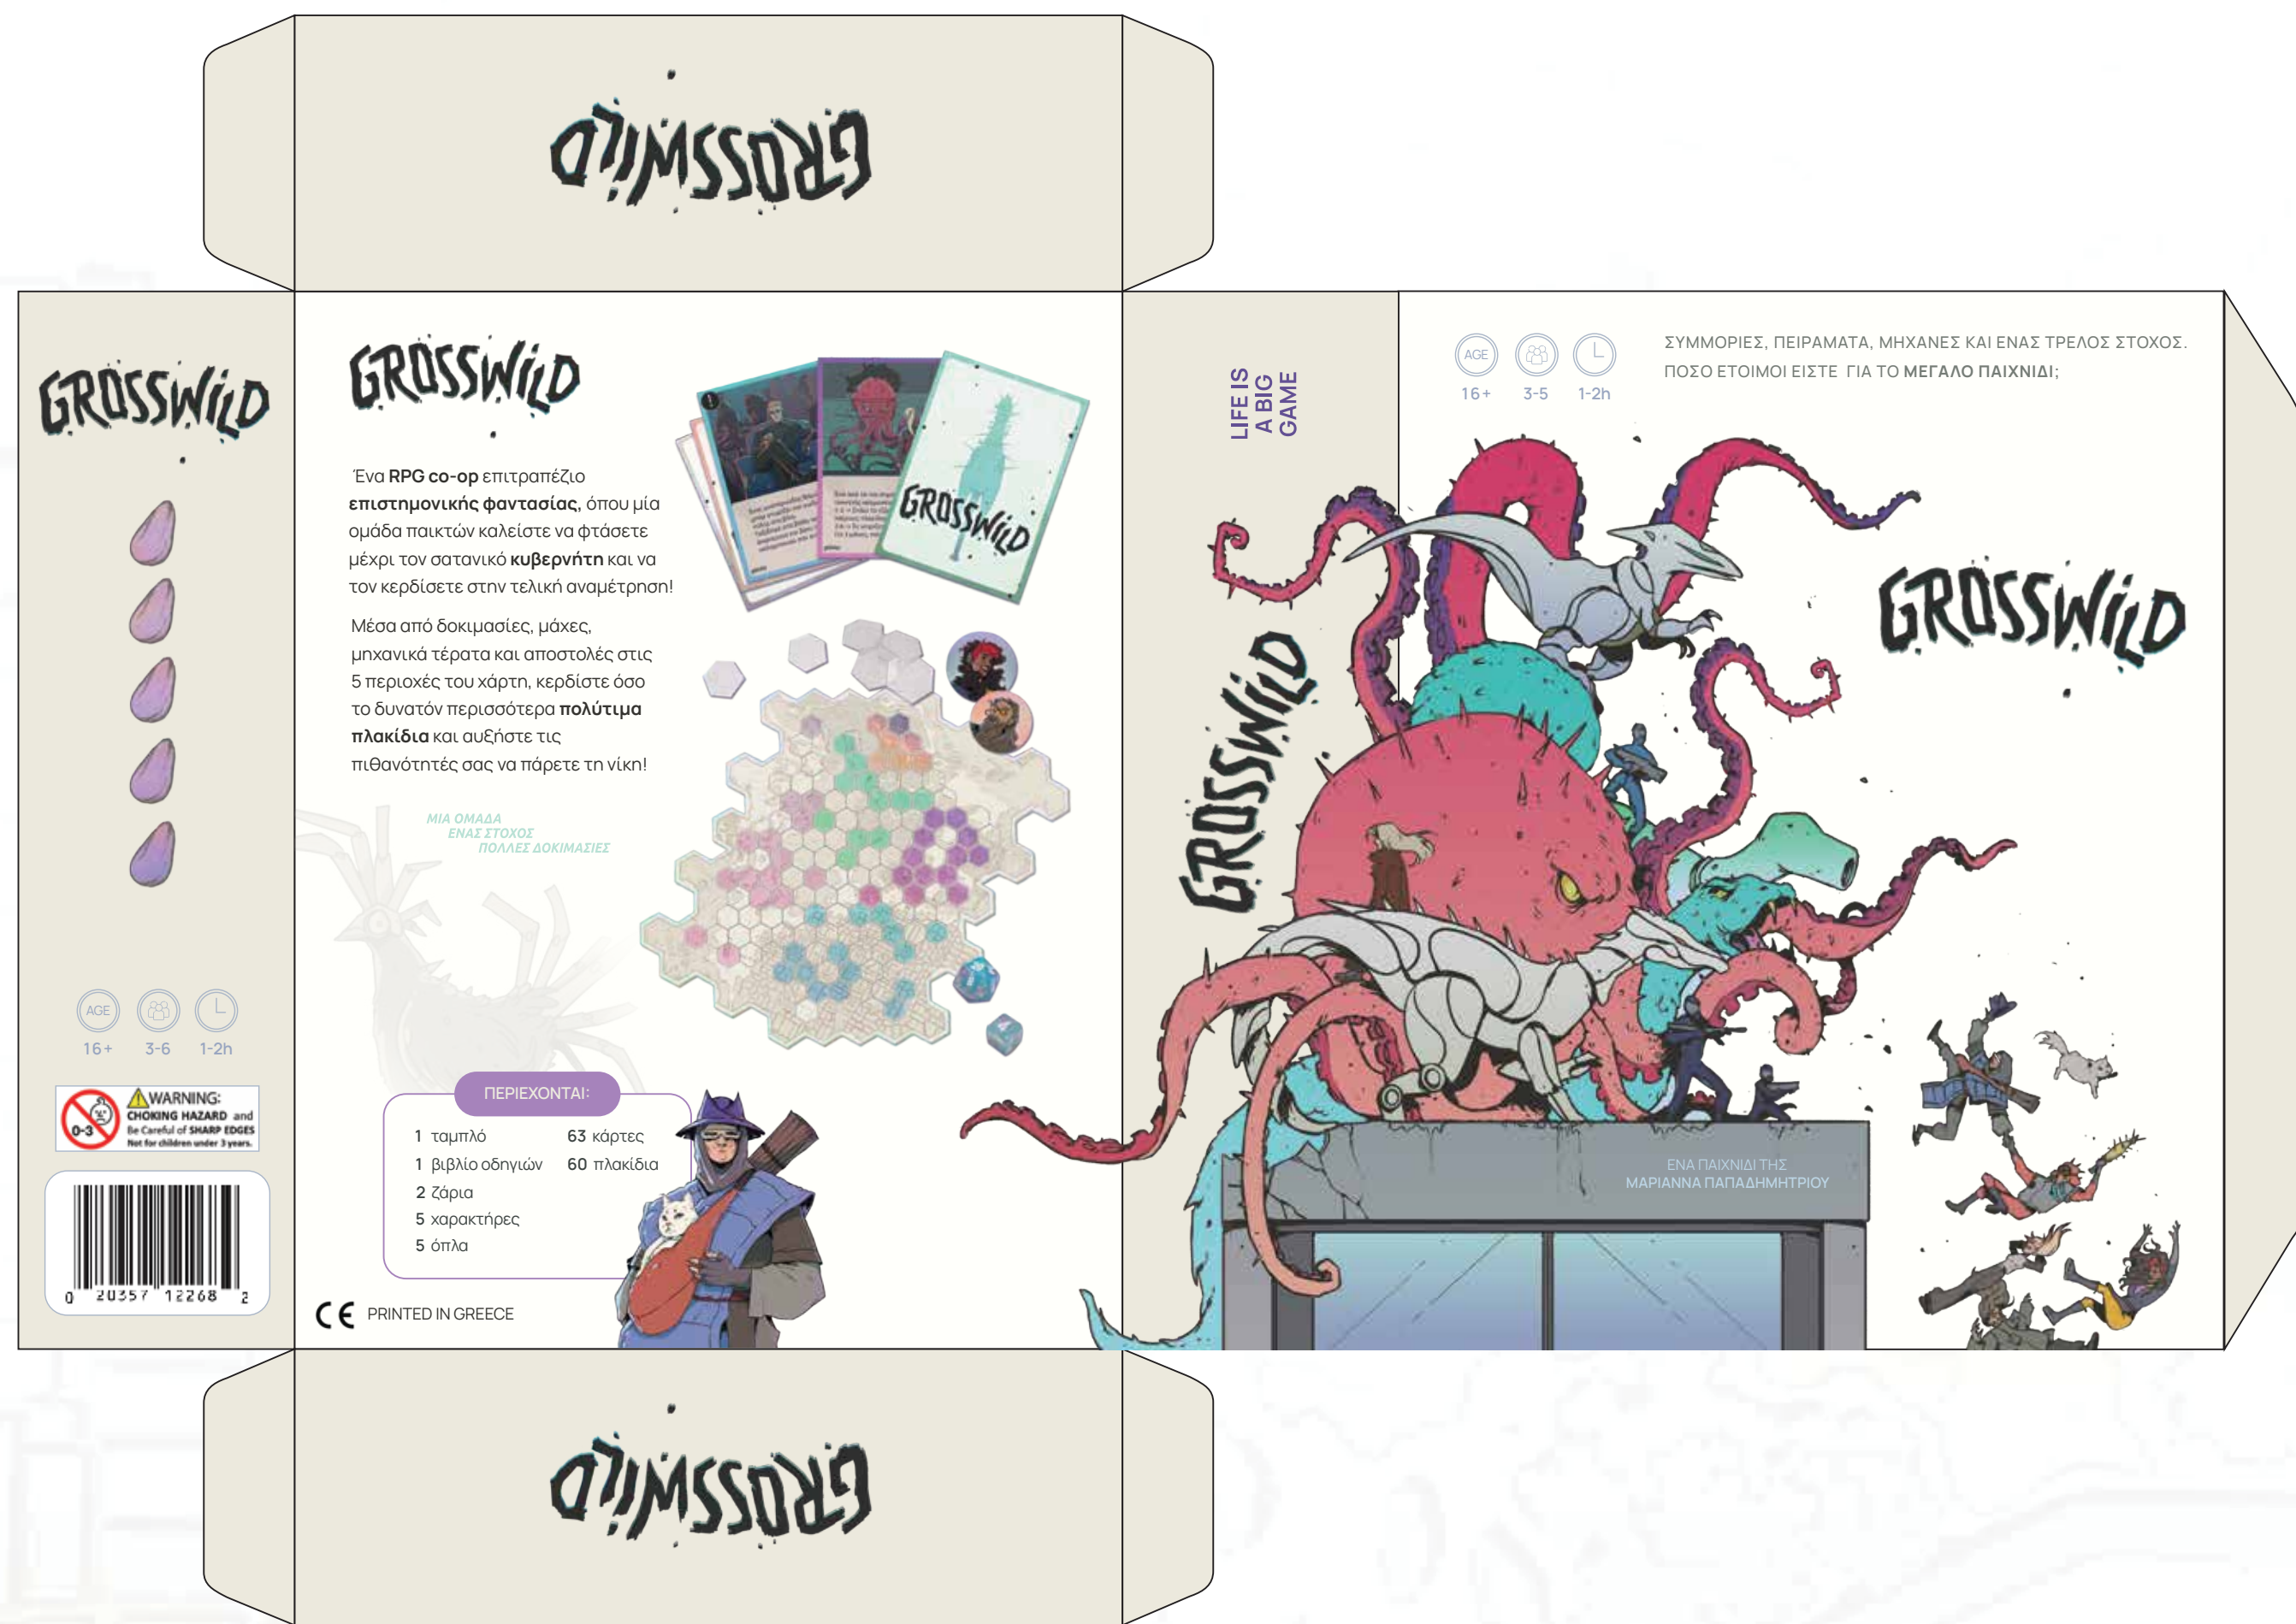 GROSSWILD
GROSSWILD
AGE
16+
3-6
1-2h
WARNING:
CHOKING HAZARD and
Be Careful of SHARP EDGES
Not for children under 3 years.
0-3
0 20357 12268 2
GROSSWILD
Ένα RPG co-op επιτραπέζιο
επιστημονικής φαντασίας, όπου μία
ομάδα παικτών καλείστε να φτάσετε
μέχρι τον σατανικό κυβερνήτη και να
τον κερδίσετε στην τελική αναμέτρηση!
Μέσα από δοκιμασίες, μάχες,
μηχανικά τέρατα και αποστολές στις
5 περιοχές του χάρτη, κερδίστε όσο
το δυνατόν περισσότερα πολύτιμα
πλακίδια και αυξήστε τις
πιθανότητές σας να πάρετε τη νίκη!
ΜΙΑ ΟΜΑΔΑ
ΕΝΑΣ ΣΤΟΧΟΣ
ΠΟΛΛΕΣ ΔΟΚΙΜΑΣΙΕΣ
GROSSWILD
ΠΕΡΙΕΧΟΝΤΑΙ:
1 ταμπλό
1 βιβλίο οδηγιών
2 ζάρια
5 χαρακτήρες
5 όπλα
63 κάρτες
60 πλακίδια
CE PRINTED IN GREECE
LIFE IS
A BIG
GAME
GROSSWILD
AGE
16+
3-5
1-2h
ΣΥΜΜΟΡΙΕΣ, ΠΕΙΡΑΜΑΤΑ, ΜΗΧΑΝΕΣ ΚΑΙ ΕΝΑΣ ΤΡΕΛΟΣ ΣΤΟΧΟΣ.
ΠΟΣΟ ΕΤΟΙΜΟΙ ΕΙΣΤΕ ΓΙΑ ΤΟ ΜΕΓΑΛΟ ΠΑΙΧΝΙΔΙ;
GROSSWILD
ΕΝΑ ΠΑΙΧΝΙΔΙ ΤΗΣ
ΜΑΡΙΑΝΝΑ ΠΑΠΑΔΗΜΗΤΡΙΟΥ
GROSSWILD